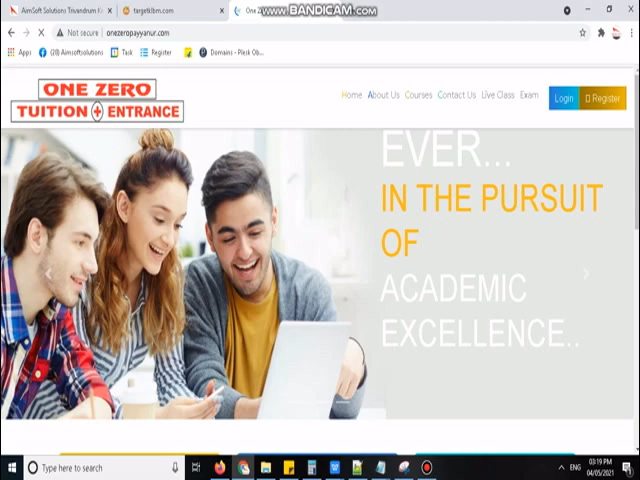 www.BANDICAM.com
AimSoft Solutions Trivandrum K
targetklbm.com
One Z
Not secure
onezeropayyanur.com
Apps
(20) Aimsoftsolutions
Task
Register
YouTube
Domains - Plesk Ob...
ONE ZERO
TUITION + ENTRANCE
Home
About Us
Courses
Contact Us
Live Class
Exam
Login
Register
EVER...
IN THE PURSUIT
OF
ACADEMIC
EXCELLENCE..
Type here to search
ENG
03:19 PM
04/05/2021